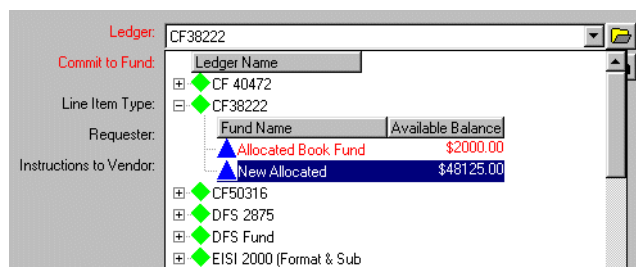 Ledger: CF38222
Commit to Fund: Ledger Name
CF 40472
Line Item Type: CF38222
Requester: Fund Name Available Balance
Allocated Book Fund $2000.00
Instructions to Vendor: New Allocated $48125.00
CF50316
DFS 2875
DFS Fund
EISI 2000 (Format & Sub